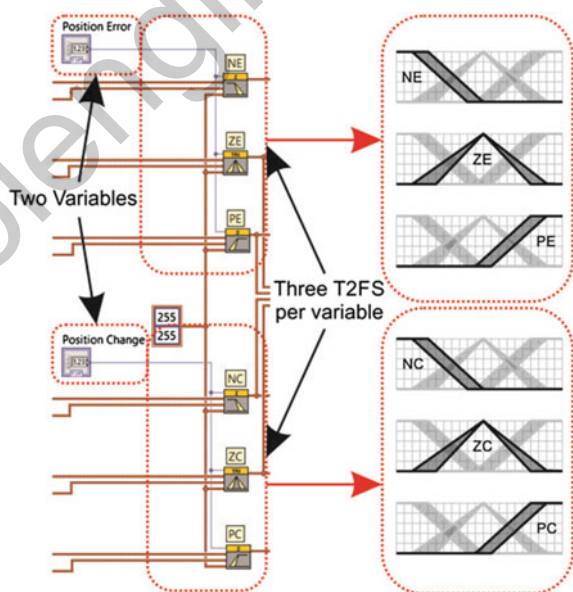 Position Error
NE
ZE
PE
Two Variables
Three T2FS
per variable
255
255
Position Change
NC
ZC
PC
NE
ZE
PE
NC
ZC
PC